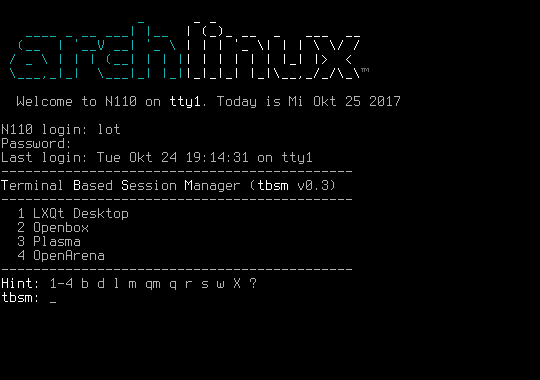 archlinux™
Welcome to N110 on tty1. Today is Mi Okt 25 2017
N110 login: lot
Password:
Last login: Tue Okt 24 19:14:31 on tty1
------------------------------------------------------------
Terminal Based Session Manager (tbsm v0.3)
------------------------------------------------------------
1 LXQt Desktop
2 Openbox
3 Plasma
4 OpenArena
------------------------------------------------------------
Hint: 1-4 b d l m qm q r s w X ?
tbsm: _